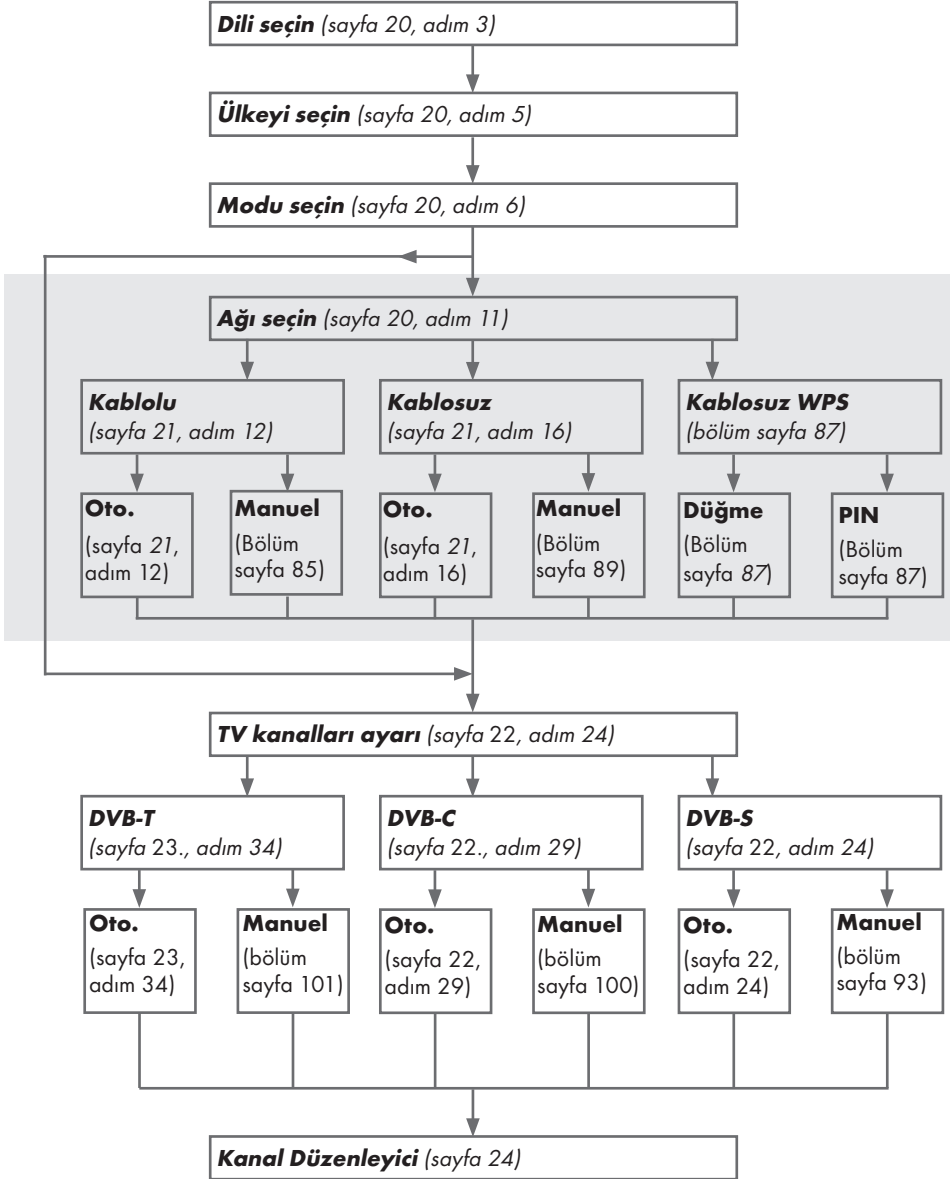 Dili seçin (sayfa 20, adım 3)
Ülkeyi seçin (sayfa 20, adım 5)
Modu seçin (sayfa 20, adım 6)
Ağı seçin (sayfa 20, adım 11)
Kablolu
(sayfa 21, adım 12)
Kablosuz
(sayfa 21, adım 16)
Kablosuz WPS
(bölüm sayfa 87)
Oto.
(sayfa 21,
adım 12)
Manuel
(Bölüm
sayfa 85)
Oto.
(sayfa 21,
adım 16)
Manuel
(Bölüm
sayfa 89)
Düğme
(Bölüm
sayfa 87)
PIN
(Bölüm
sayfa 87)
TV kanalları ayarı (sayfa 22, adım 24)
DVB-T
(sayfa 23., adım 34)
DVB-C
(sayfa 22., adım 29)
DVB-S
(sayfa 22, adım 24)
Oto.
(sayfa 23,
adım 34)
Manuel
(bölüm
sayfa 101)
Oto.
(sayfa 22,
adım 29)
Manuel
(bölüm
sayfa 100)
Oto.
(sayfa 22,
adım 24)
Manuel
(bölüm
sayfa 93)
Kanal Düzenleyici (sayfa 24)